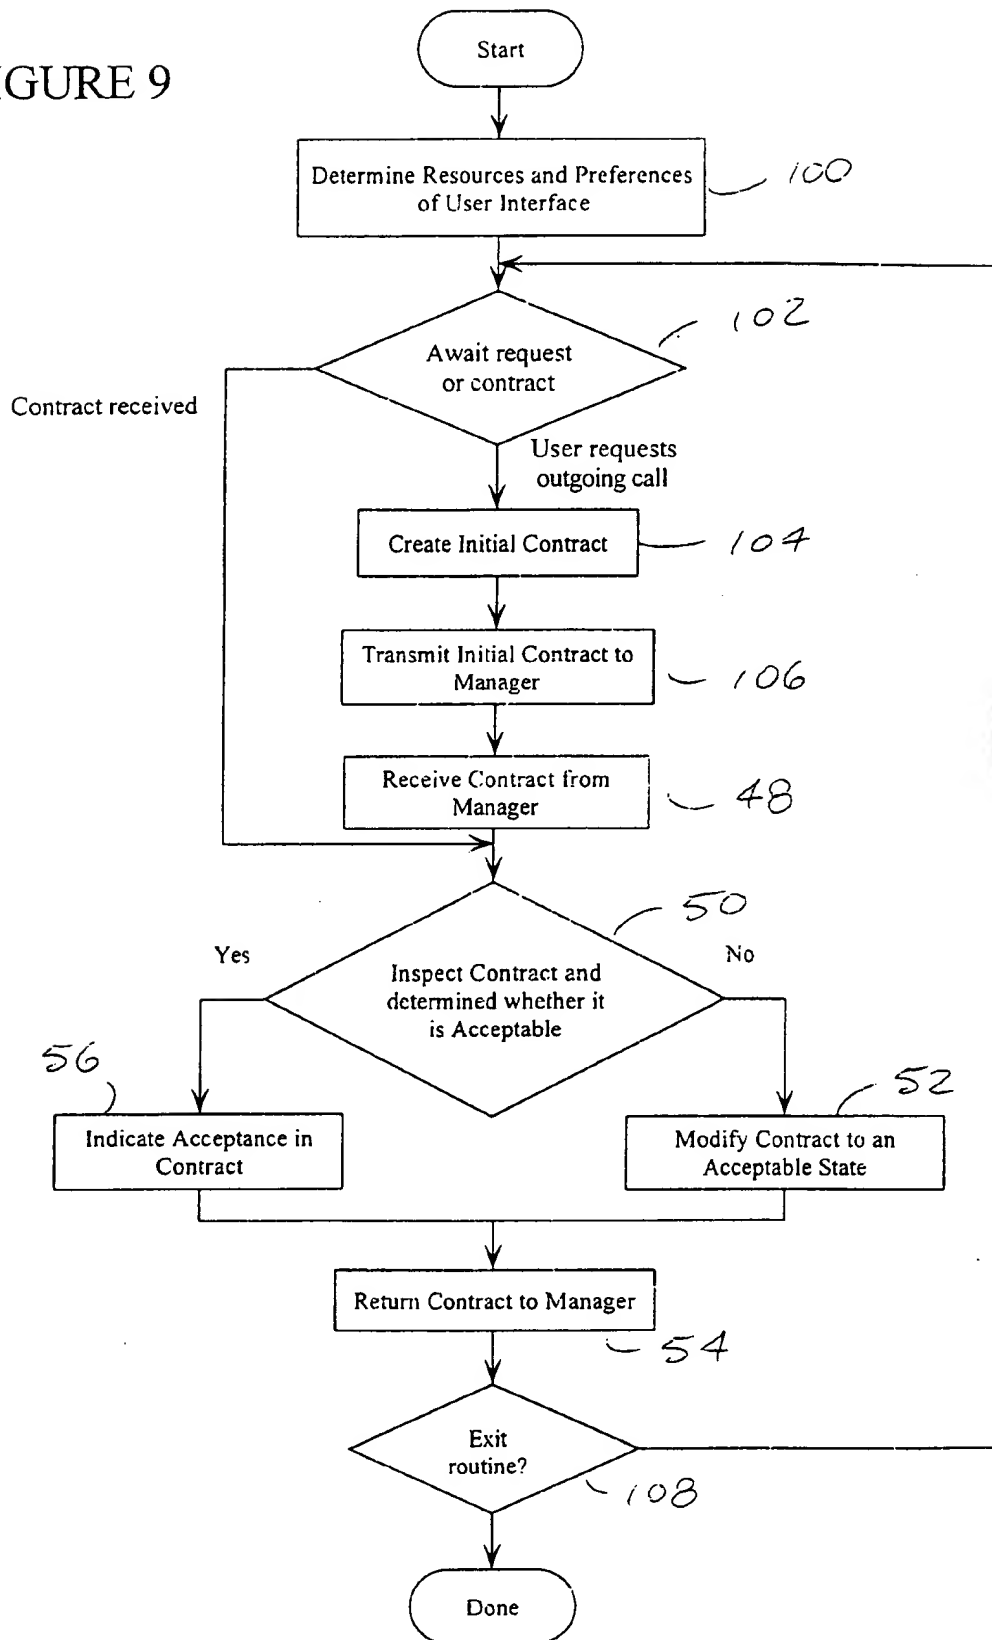 Start
IGURE 9
Determine Resources and Preferences
of User Interface
100
102
Await request
or contract
Contract received
User requests
outgoing call
Create Initial Contract
104
Transmit Initial Contract to
Manager
106
Receive Contract from
Manager
48
50
Yes
No
Inspect Contract and
determined whether it
is Acceptable
56
52
Indicate Acceptance in
Contract
Modify Contract to an
Acceptable State
Return Contract to Manager
54
Exit
routine?
108
Done